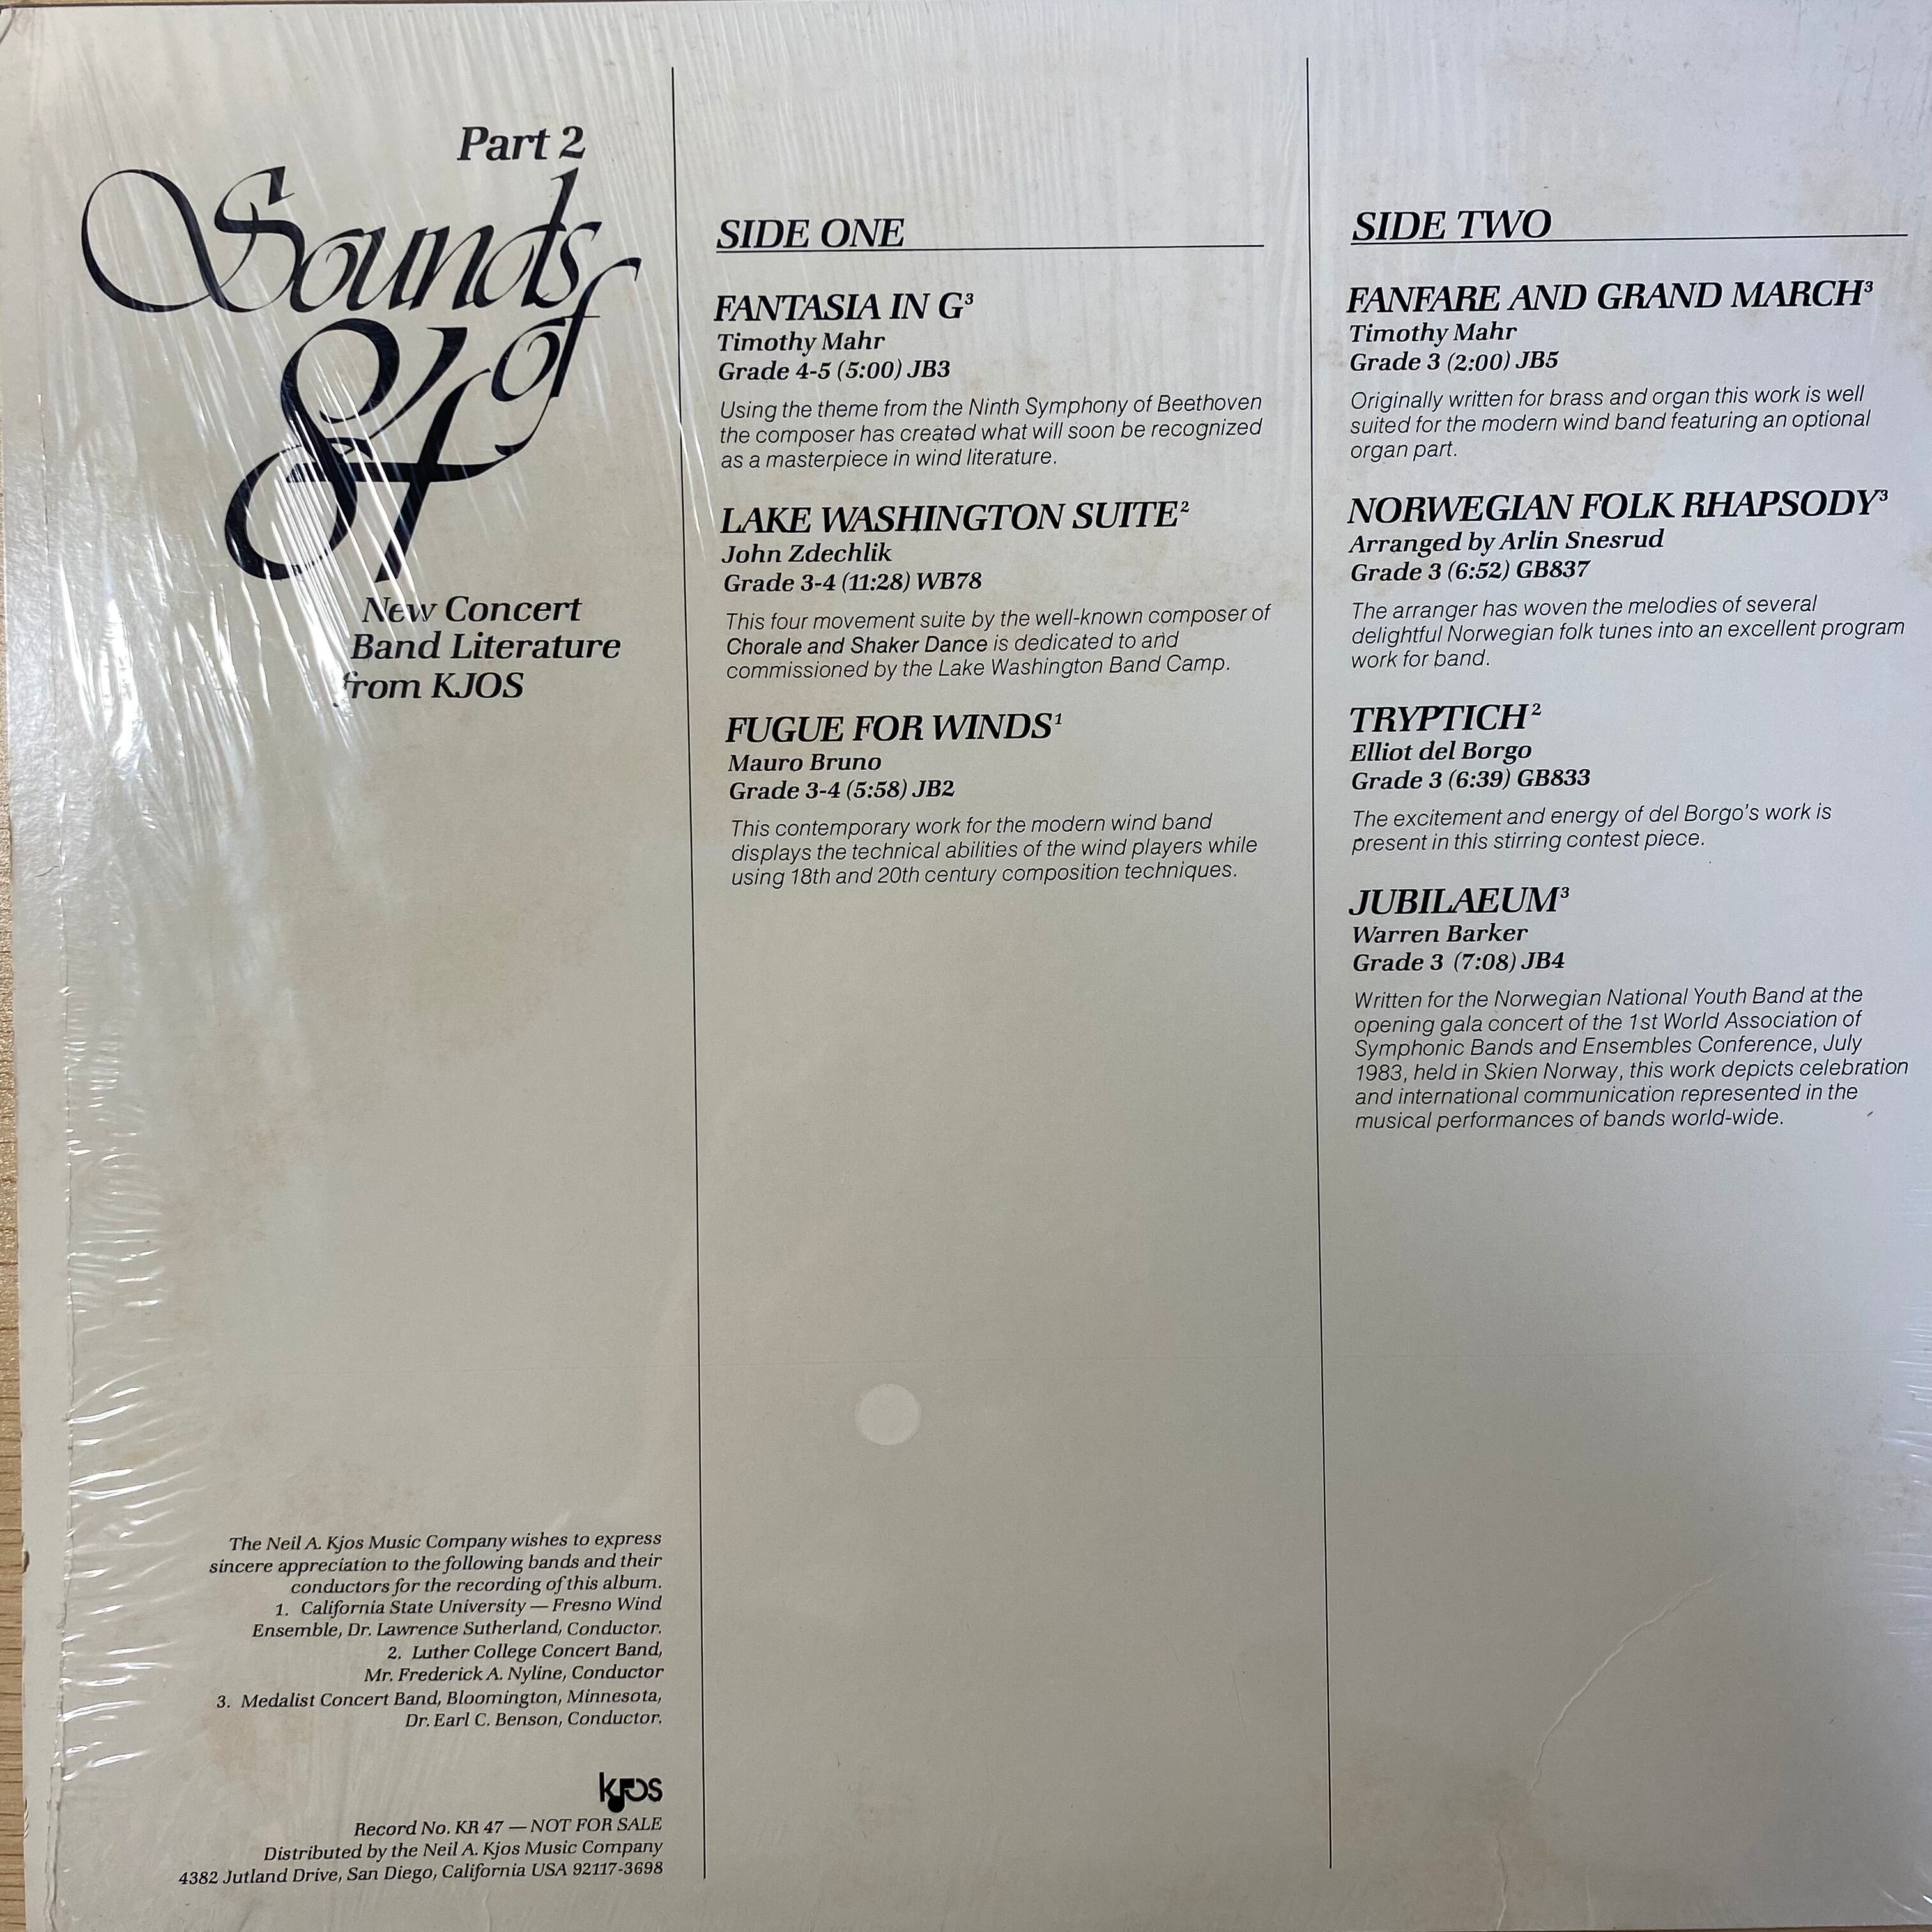 Part 2
Sounds
of
84
New Concert
Band Literature
from KJOS
The Neil A. Kjos Music Company wishes to express
sincere appreciation to the following bands and their
conductors for the recording of this album.
1. California State University — Fresno Wind
Ensemble, Dr. Lawrence Sutherland, Conductor.
2. Luther College Concert Band,
Mr. Frederick A. Nyline, Conductor
3. Medalist Concert Band, Bloomington, Minnesota,
Dr. Earl C. Benson, Conductor.
kjos
Record No. KR 47 — NOT FOR SALE
Distributed by the Neil A. Kjos Music Company
4382 Jutland Drive, San Diego, California USA 92117-3698
SIDE ONE
FANTASIA IN G³
Timothy Mahr
Grade 4-5 (5:00) JB3
Using the theme from the Ninth Symphony of Beethoven
the composer has created what will soon be recognized
as a masterpiece in wind literature.
LAKE WASHINGTON SUITE²
John Zdechlik
Grade 3-4 (11:28) WB78
This four movement suite by the well-known composer of
Chorale and Shaker Dance is dedicated to and
commissioned by the Lake Washington Band Camp.
FUGUE FOR WINDS¹
Mauro Bruno
Grade 3-4 (5:58) JB2
This contemporary work for the modern wind band
displays the technical abilities of the wind players while
using 18th and 20th century composition techniques.
SIDE TWO
FANFARE AND GRAND MARCH³
Timothy Mahr
Grade 3 (2:00) JB5
Originally written for brass and organ this work is well
suited for the modern wind band featuring an optional
organ part.
NORWEGIAN FOLK RHAPSODY³
Arranged by Arlin Snesrud
Grade 3 (6:52) GB837
The arranger has woven the melodies of several
delightful Norwegian folk tunes into an excellent program
work for band.
TRYPTICH²
Elliot del Borgo
Grade 3 (6:39) GB833
The excitement and energy of del Borgo's work is
present in this stirring contest piece.
JUBILAEUM³
Warren Barker
Grade 3 (7:08) JB4
Written for the Norwegian National Youth Band at the
opening gala concert of the 1st World Association of
Symphonic Bands and Ensembles Conference, July
1983, held in Skien Norway, this work depicts celebration
and international communication represented in the
musical performances of bands world-wide.